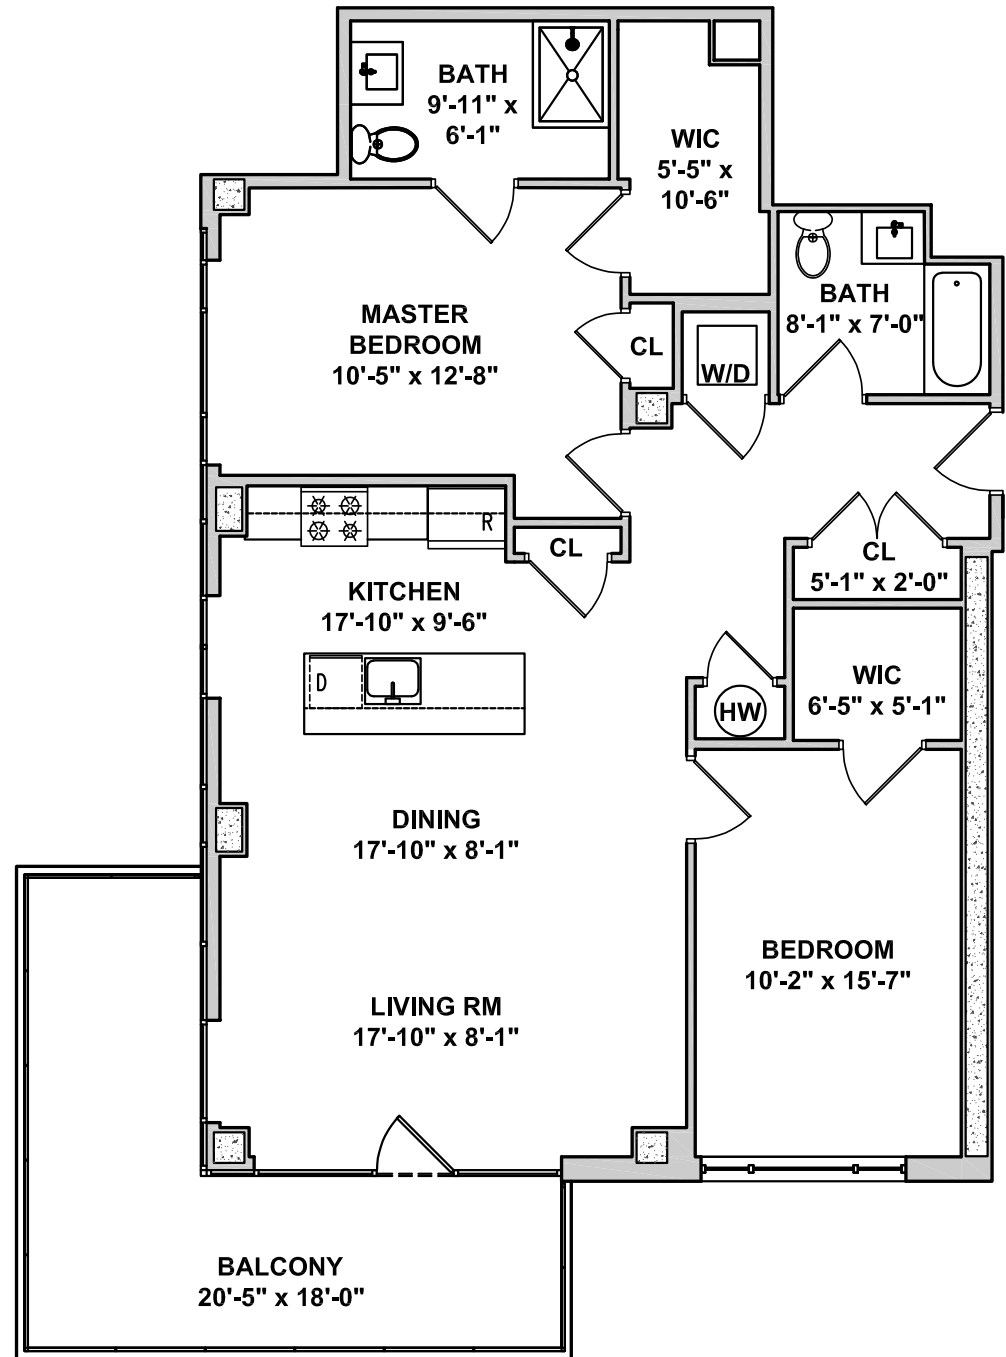 BATH
9'-11" x
6'-1"
WIC
5'-5" x
10'-6"
BATH
8'-1" x 7'-0"
MASTER
BEDROOM
10'-5" x 12'-8"
CL
W/D
R
CL
CL
5'-1" x 2'-0"
KITCHEN
17'-10" x 9'-6"
D
WIC
6'-5" x 5'-1"
HW
DINING
17'-10" x 8'-1"
BEDROOM
10'-2" x 15'-7"
LIVING RM
17'-10" x 8'-1"
BALCONY
20'-5" x 18'-0"